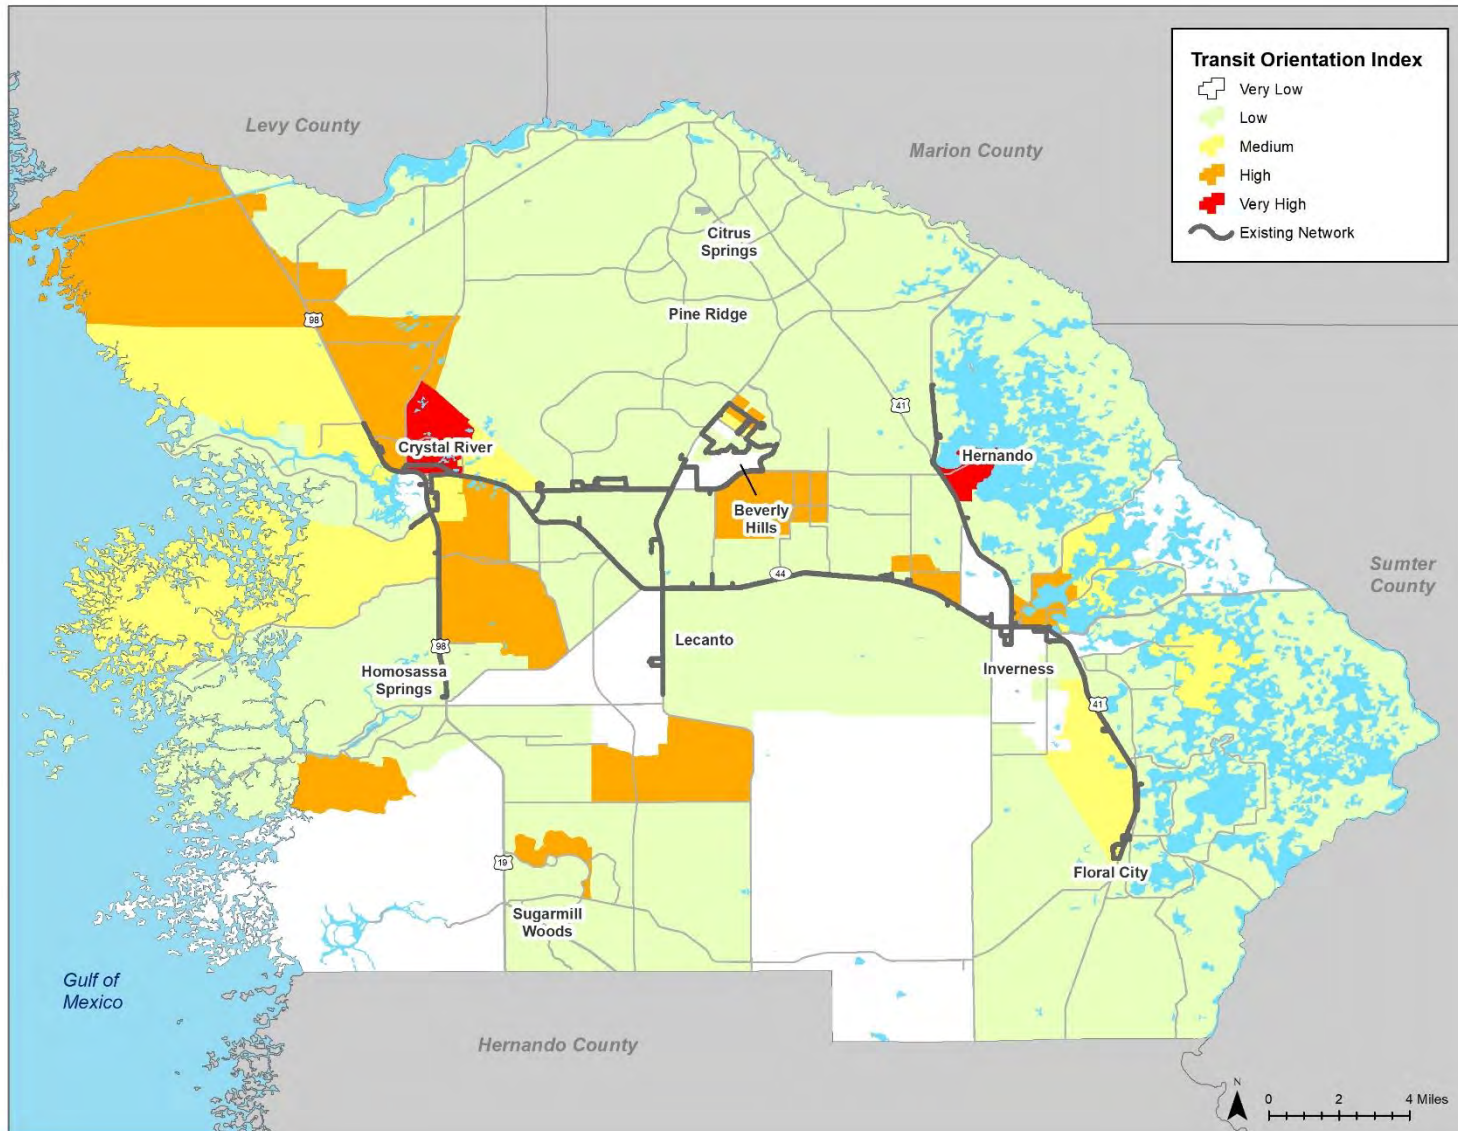 Transit Orientation Index
Very Low
Low
Medium
High
Very High
Existing Network
Levy County
Marion County
Citrus
Springs
Pine Ridge
98
41
Crystal River
Hernando
Beverly
Hills
44
Sumter
County
98
Lecanto
Homosassa
Springs
Inverness
41
19
Floral City
Sugarmill
Woods
Gulf of
Mexico
Hernando County
N
0 2 4 Miles